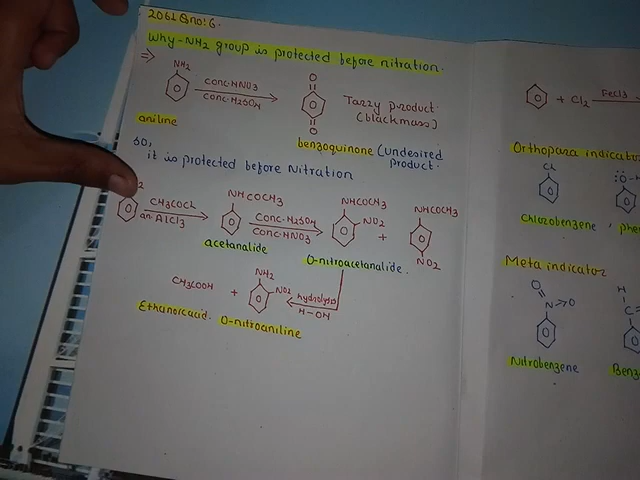 2061 Qno: 6.
Why -NH2 group is protected before nitration.
⇒
NH2
Conc-HNO3
Conc-H2SO4
O
O
Tarry product
(blackmass)
aniline
benzoquinone (Undesired
product.
so,
it is protected before Nitration
2
CH3COCl
an. AlCl3
NHCOCH3
Conc-H2SO4
Conc-HNO3
NHCOCH3
NO2
+
NHCOCH3
NO2
acetanalide
O-nitroacetanalide.
CH3COOH
+
NH2
NO2
hydrolysis
H-OH
Ethanoic acid.
O-nitroaniline
+ Cl2
FeCl3
Orthopara indicator
Cl
:O-H
Chlorobenzene,
Meta indicator
O
N→O
H
C=
Nitrobenzene